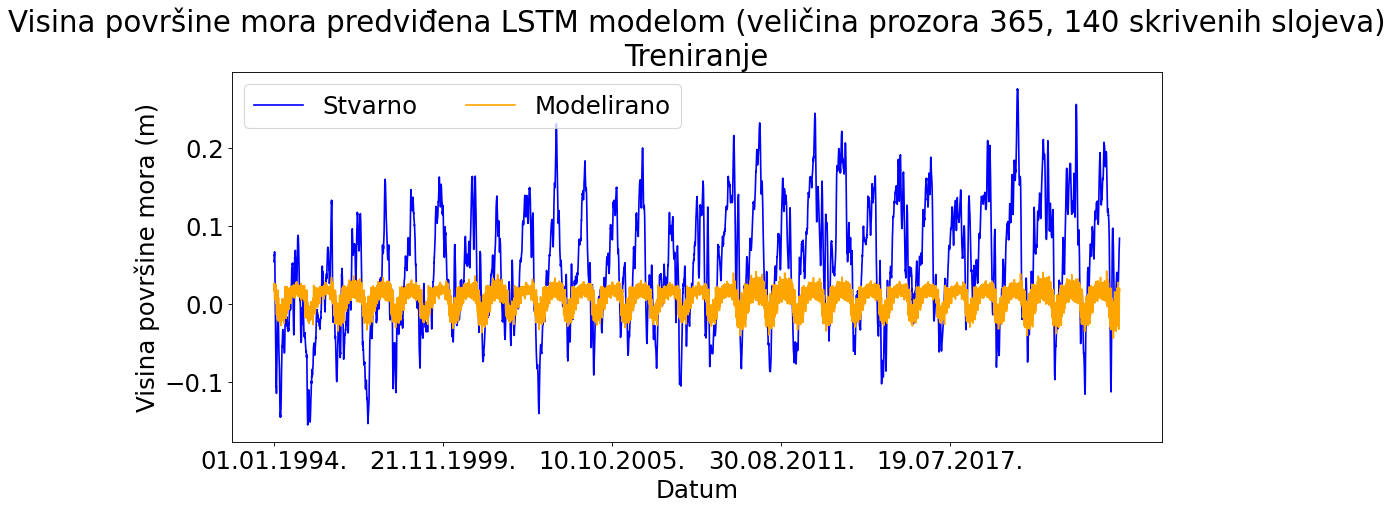 Visina površine mora predviđena LSTM modelom (veličina prozora 365, 140 skrivenih slojeva)
Treniranje
Stvarno Modelirano
Visina površine mora (m)
0.2
0.1
0.0
−0.1
01.01.1994. 21.11.1999. 10.10.2005. 30.08.2011. 19.07.2017.
Datum